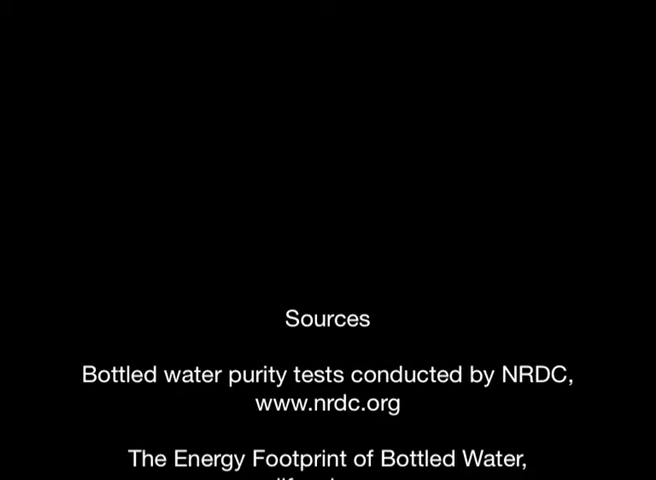 Sources
Bottled water purity tests conducted by NRDC,
www.nrdc.org
The Energy Footprint of Bottled Water,